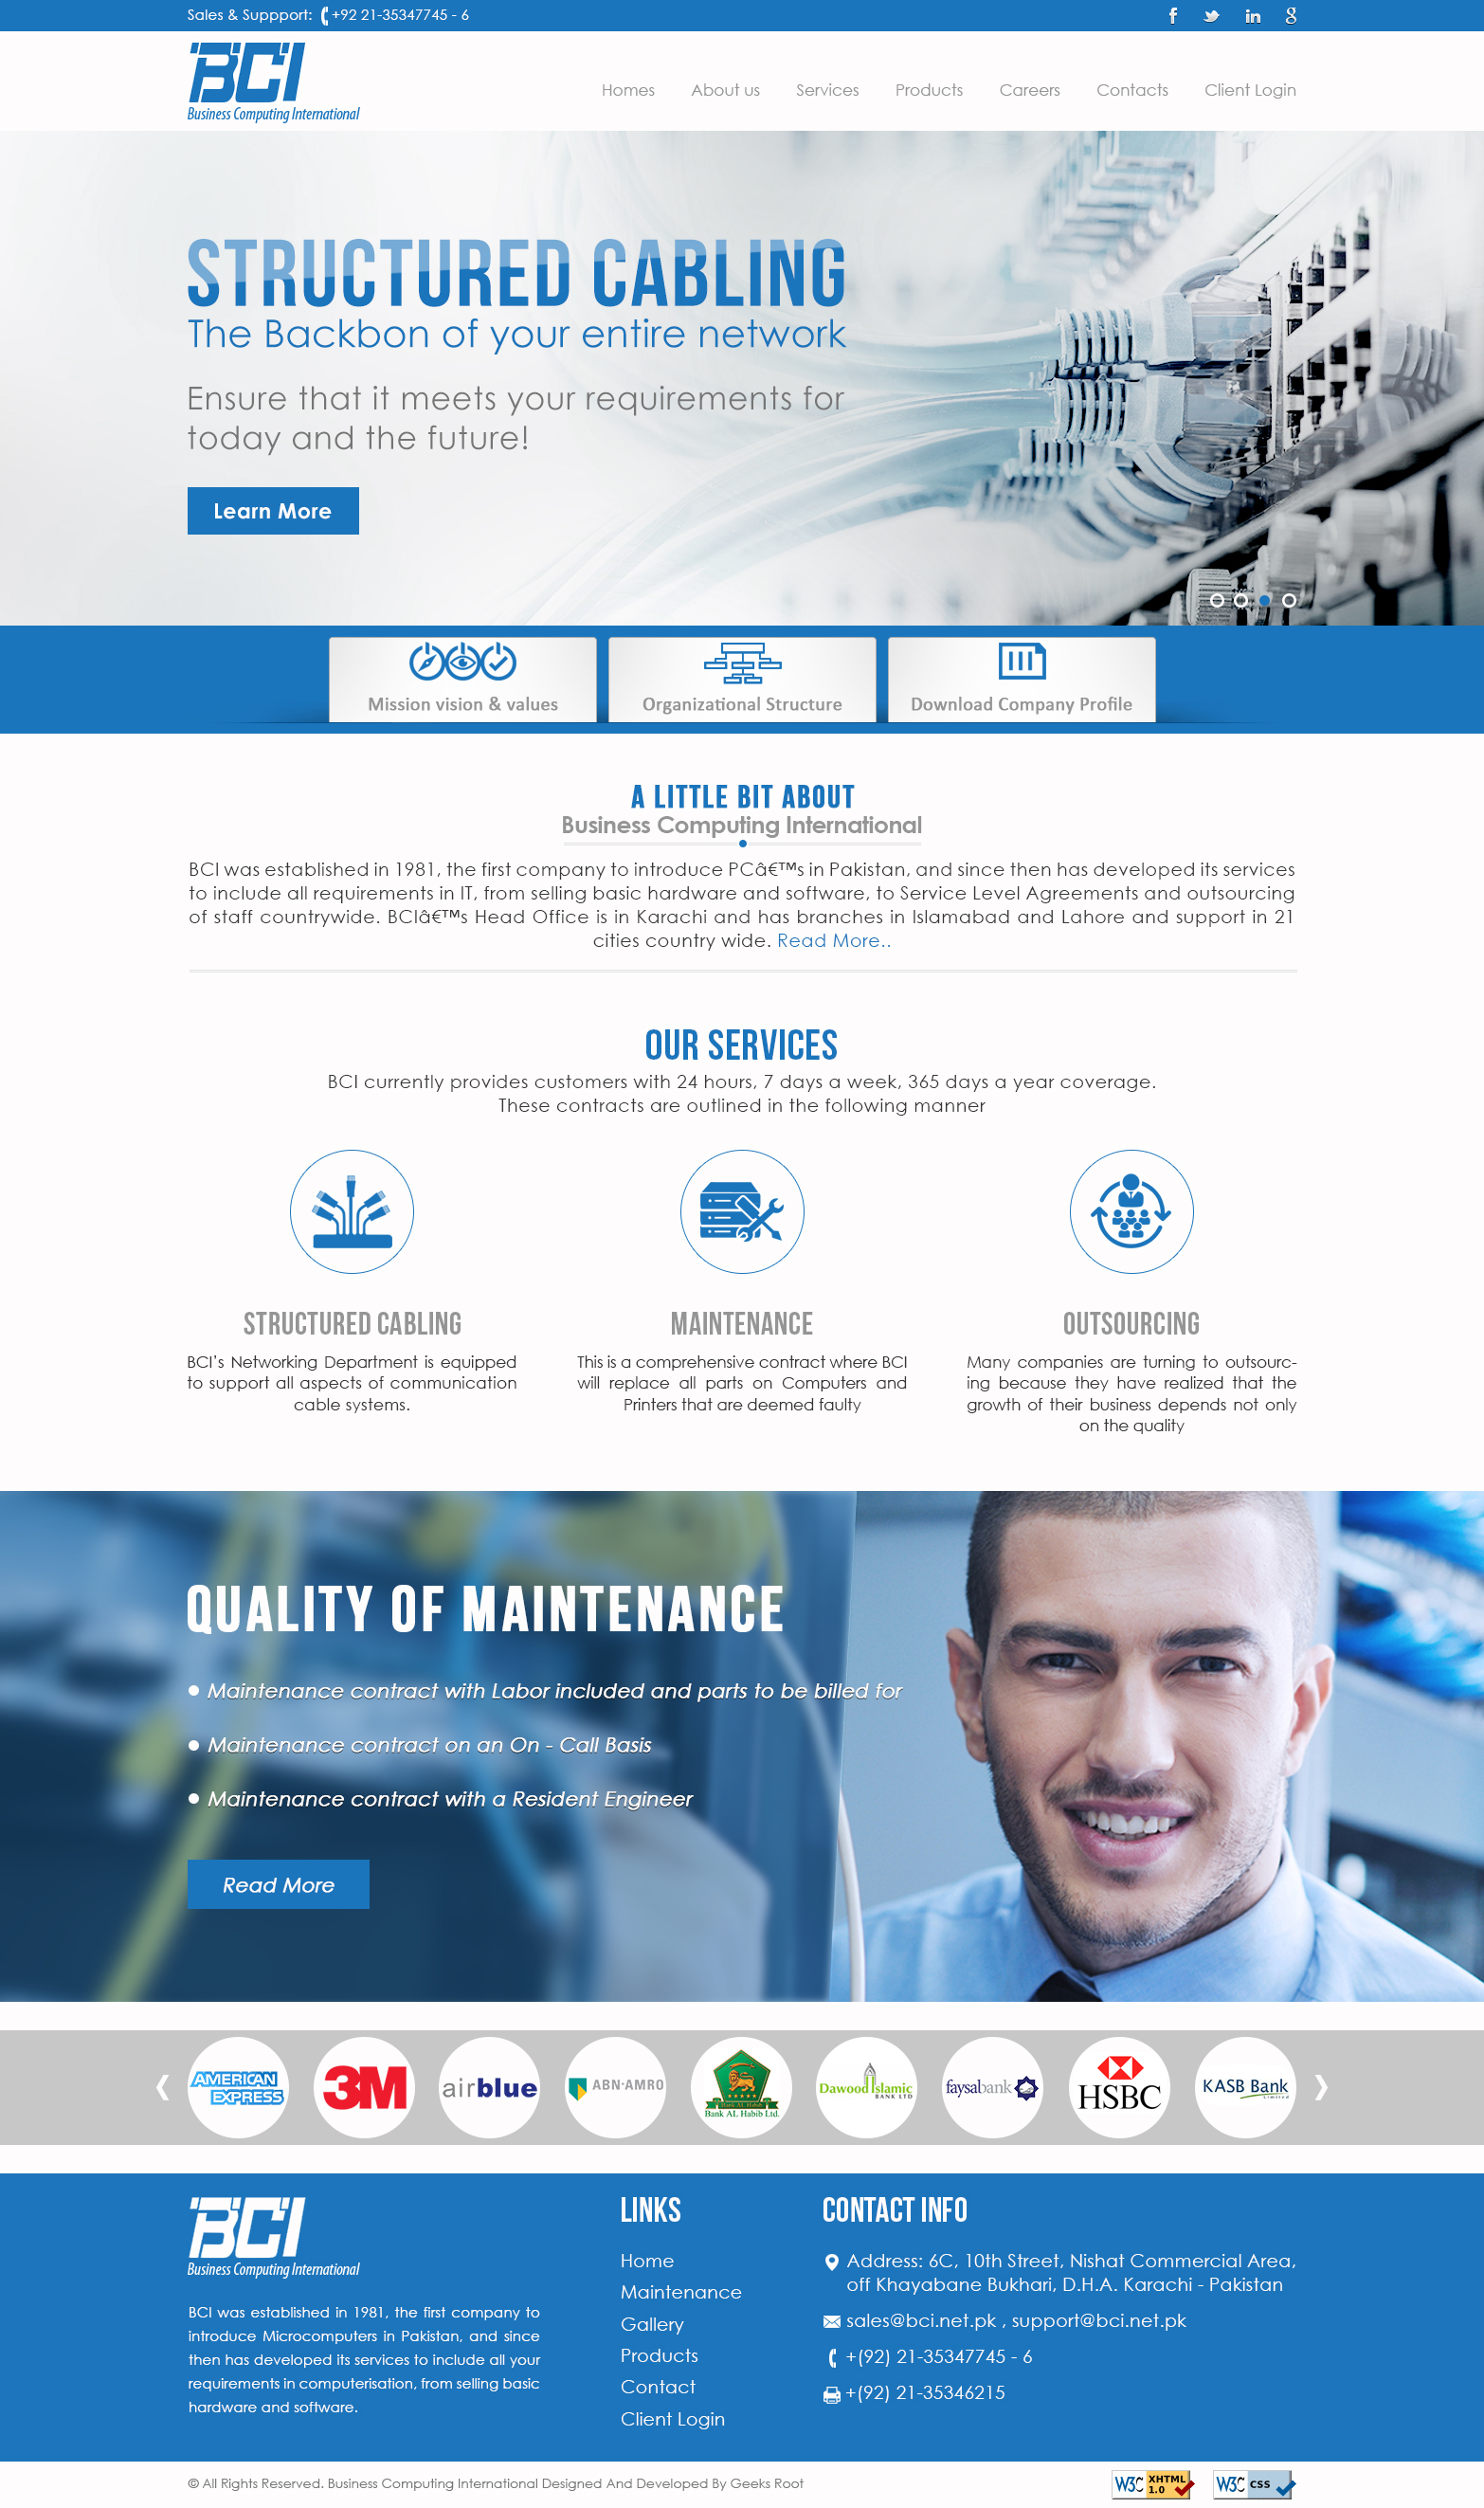 Sales & Suppport: +92 21-35347745 - 6
BCI
Business Computing International
Homes About us Services Products Careers Contacts Client Login
STRUCTURED CABLING
The Backbon of your entire network
Ensure that it meets your requirements for
today and the future!
Learn More
Mission vision & values Organizational Structure Download Company Profile
A LITTLE BIT ABOUT
Business Computing International
BCI was established in 1981, the first company to introduce PCâ€™s in Pakistan, and since then has developed its services
to include all requirements in IT, from selling basic hardware and software, to Service Level Agreements and outsourcing
of staff countrywide. BCIâ€™s Head Office is in Karachi and has branches in Islamabad and Lahore and support in 21
cities country wide. Read More..
OUR SERVICES
BCI currently provides customers with 24 hours, 7 days a week, 365 days a year coverage.
These contracts are outlined in the following manner
STRUCTURED CABLING
BCI’s Networking Department is equipped
to support all aspects of communication
cable systems.
MAINTENANCE
This is a comprehensive contract where BCI
will replace all parts on Computers and
Printers that are deemed faulty
OUTSOURCING
Many companies are turning to outsourc-
ing because they have realized that the
growth of their business depends not only
on the quality
QUALITY OF MAINTENANCE
Maintenance contract with Labor included and parts to be billed for
Maintenance contract on an On - Call Basis
Maintenance contract with a Resident Engineer
Read More
AMERICAN
EXPRESS
3M
airblue
ABN·AMRO
Bank AL Habib
Bank AL Habib Ltd.
Dawood Islamic
BANK LTD
faysalbank
HSBC
KASB Bank
Limited
BCI
Business Computing International
BCI was established in 1981, the first company to
introduce Microcomputers in Pakistan, and since
then has developed its services to include all your
requirements in computerisation, from selling basic
hardware and software.
LINKS
Home
Maintenance
Gallery
Products
Contact
Client Login
CONTACT INFO
Address: 6C, 10th Street, Nishat Commercial Area,
off Khayabane Bukhari, D.H.A. Karachi - Pakistan
sales@bci.net.pk , support@bci.net.pk
+(92) 21-35347745 - 6
+(92) 21-35346215
© All Rights Reserved. Business Computing International Designed And Developed By Geeks Root
W3C XHTML
1.0
W3C CSS